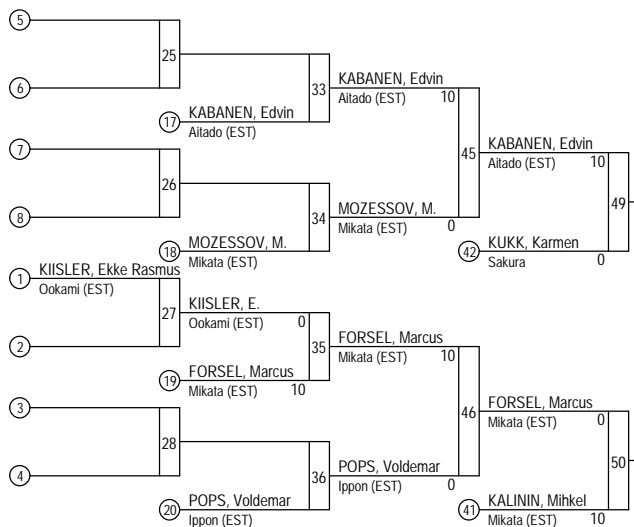 5
25
6
33
KABANEN, Edvin
Aitado (EST)
10
17
KABANEN, Edvin
Aitado (EST)
7
26
8
34
MOZESSOV, M.
Mikata (EST)
0
18
MOZESSOV, M.
Mikata (EST)
45
KABANEN, Edvin
Aitado (EST)
10
49
42
KUKK, Karmen
Sakura
0
1
KIISLER, Ekke Rasmus
Ookami (EST)
27
2
KIISLER, E.
Ookami (EST)
0
35
19
FORSEL, Marcus
Mikata (EST)
10
FORSEL, Marcus
Mikata (EST)
10
3
28
4
36
20
POPS, Voldemar
Ippon (EST)
POPS, Voldemar
Ippon (EST)
0
46
FORSEL, Marcus
Mikata (EST)
0
50
41
KALININ, Mihkel
Mikata (EST)
10